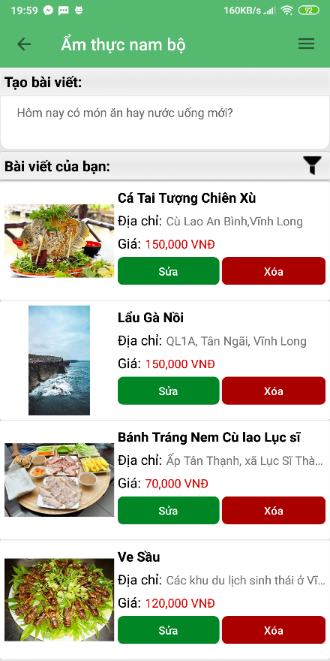 19:59 160KB/s 92
Ẩm thực nam bộ
Tạo bài viết:
Hôm nay có món ăn hay nước uống mới?
Bài viết của bạn:
Cá Tai Tượng Chiên Xù
Địa chỉ: Cù Lao An Bình,Vĩnh Long
Giá: 150,000 VNĐ
Sửa Xóa
Lẩu Gà Nòi
Địa chỉ: QL1A, Tân Ngãi, Vĩnh Long
Giá: 150,000 VNĐ
Sửa Xóa
Bánh Tráng Nem Cù lao Lục sĩ
Địa chỉ: Ấp Tân Thạnh, xã Lục Sĩ Thà...
Giá: 70,000 VNĐ
Sửa Xóa
Ve Sầu
Địa chỉ: Các khu du lịch sinh thái ở Vĩ...
Giá: 120,000 VNĐ
Sửa Xóa